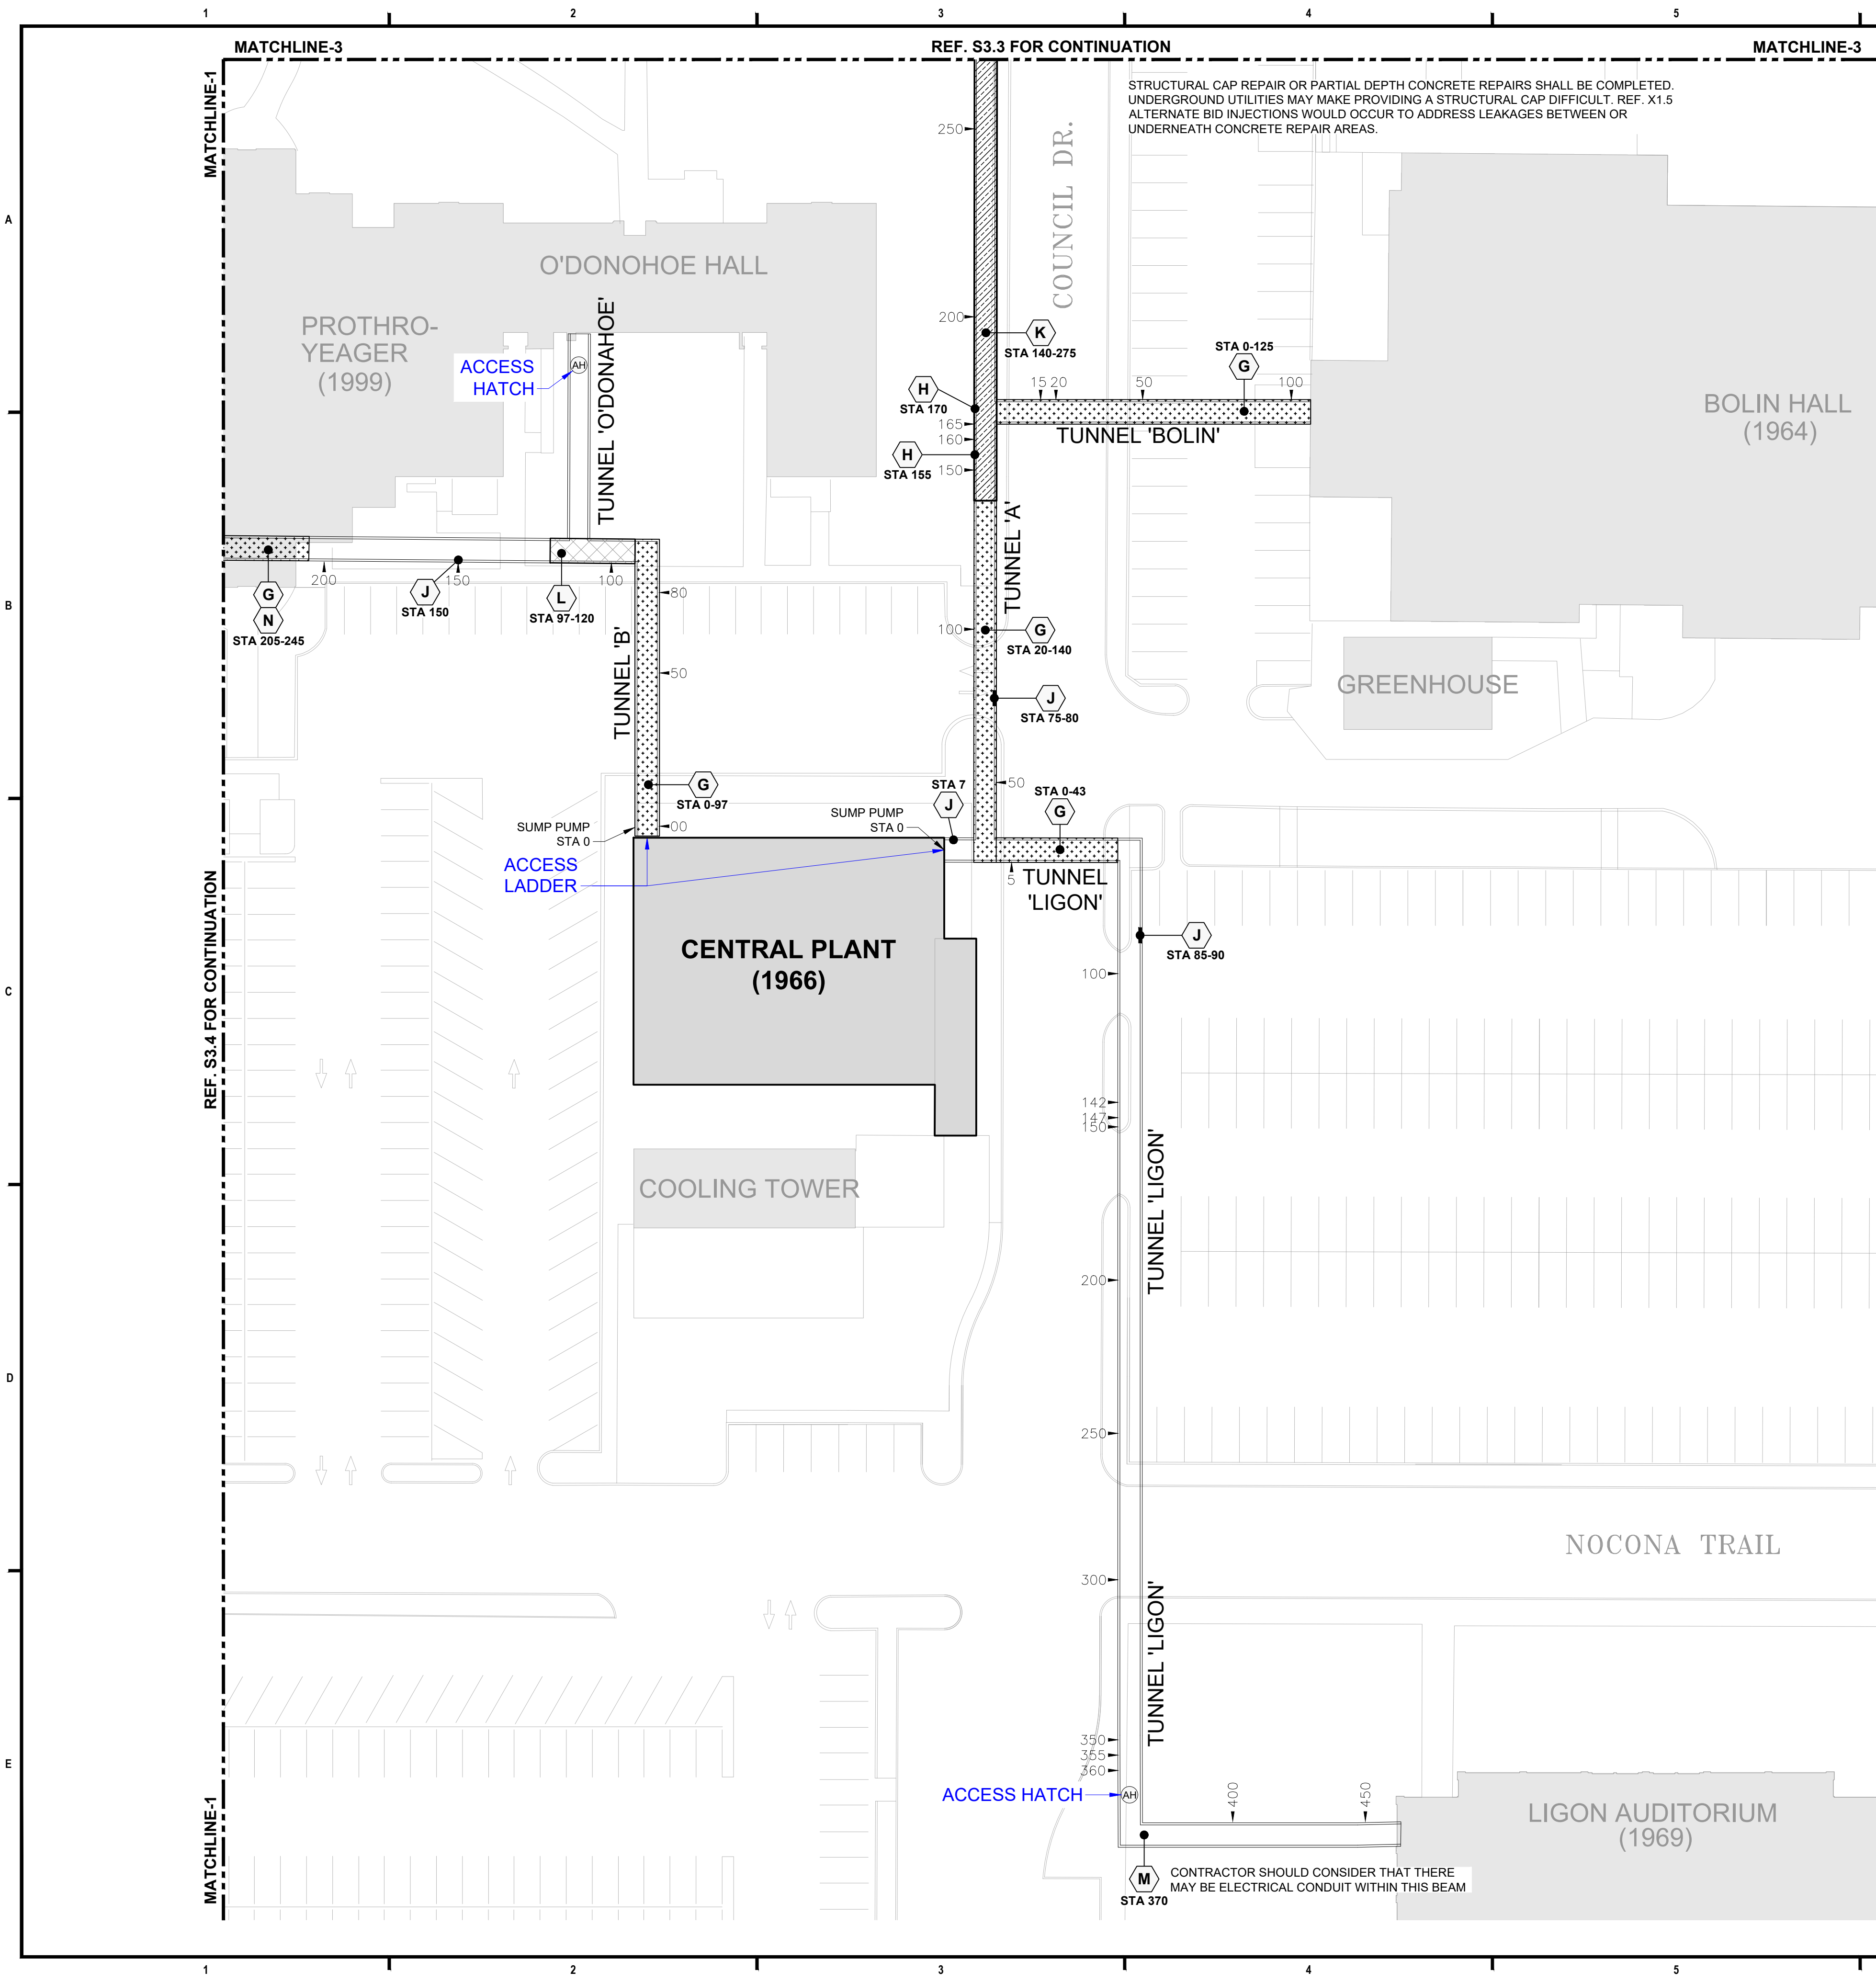 1
2
3
4
5
MATCHLINE-3
REF. S3.3 FOR CONTINUATION
MATCHLINE-3
MATCHLINE-1
STRUCTURAL CAP REPAIR OR PARTIAL DEPTH CONCRETE REPAIRS SHALL BE COMPLETED.
UNDERGROUND UTILITIES MAY MAKE PROVIDING A STRUCTURAL CAP DIFFICULT. REF. X1.5
ALTERNATE BID INJECTIONS WOULD OCCUR TO ADDRESS LEAKAGES BETWEEN OR
UNDERNEATH CONCRETE REPAIR AREAS.
250
COUNCIL DR.
A
O'DONOHOE HALL
PROTHRO-
YEAGER
(1999)
200
K
STA 140-275
ACCESS
HATCH
AH
TUNNEL 'O'DONAHOE'
STA 0-125
G
15
20
50
100
H
STA 170
165
160
150
H
STA 155
TUNNEL 'BOLIN'
BOLIN HALL
(1964)
TUNNEL 'A'
200
150
100
G
N
STA 205-245
J
STA 150
L
STA 97-120
80
B
TUNNEL 'B'
50
100
G
STA 20-140
J
STA 75-80
GREENHOUSE
G
STA 0-97
00
SUMP PUMP
STA 0
STA 7
J
SUMP PUMP
STA 0
50
STA 0-43
G
ACCESS
LADDER
5
TUNNEL
'LIGON'
CENTRAL PLANT
(1966)
J
STA 85-90
REF. S3.4 FOR CONTINUATION
C
100
142
147
150
COOLING TOWER
TUNNEL 'LIGON'
200
D
250
NOCONA TRAIL
300
TUNNEL 'LIGON'
350
355
360
E
ACCESS HATCH
AH
400
450
LIGON AUDITORIUM
(1969)
MATCHLINE-1
M
STA 370
CONTRACTOR SHOULD CONSIDER THAT THERE
MAY BE ELECTRICAL CONDUIT WITHIN THIS BEAM
1
2
3
4
5